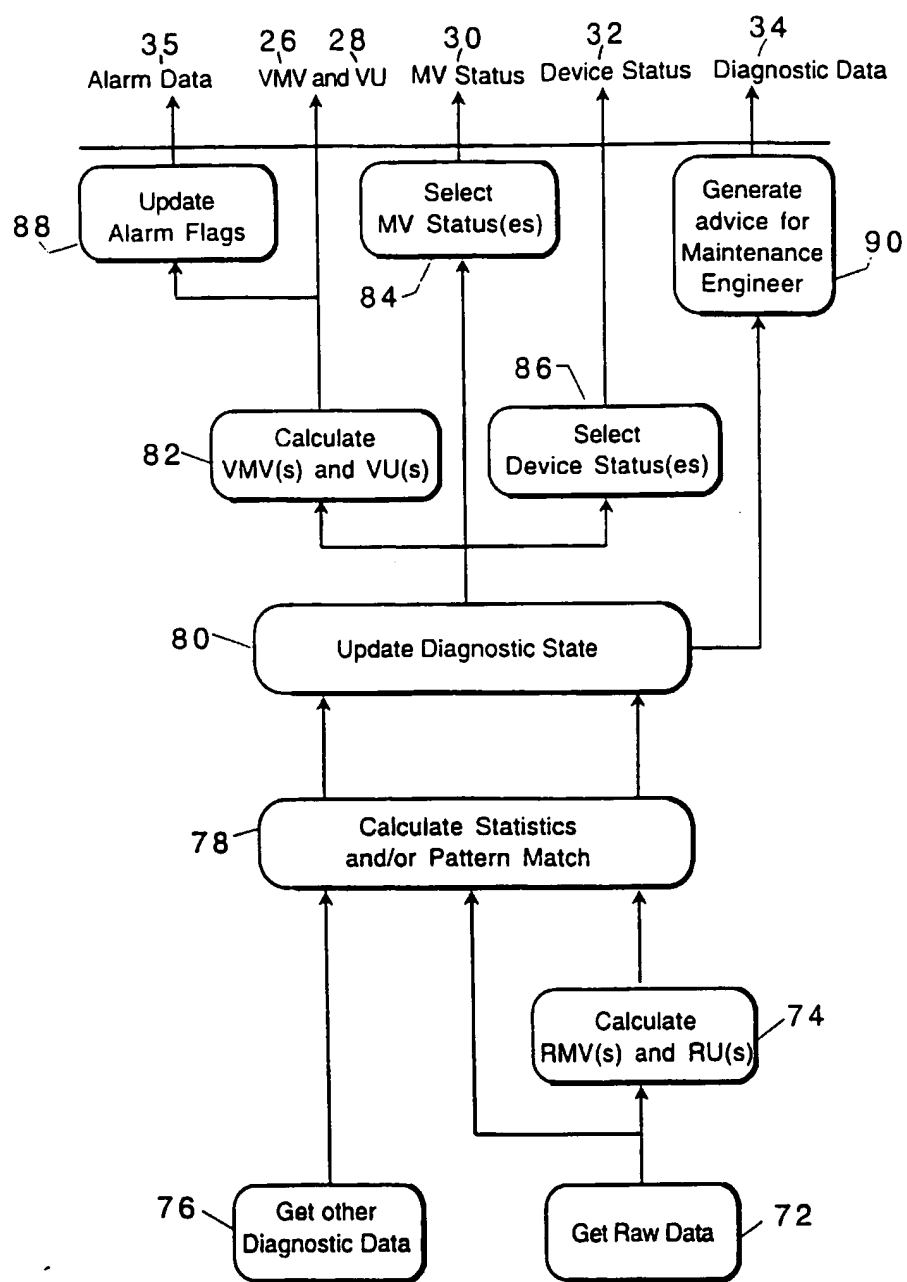 35 26 28 30 32 34
Alarm Data VMV and VU MV Status Device Status Diagnostic Data
88
Update
Alarm Flags
Select
MV Status(es)
84
Generate
advice for
Maintenance
Engineer
90
82
Calculate
VMV(s) and VU(s)
86
Select
Device Status(es)
80
Update Diagnostic State
78
Calculate Statistics
and/or Pattern Match
Calculate
RMV(s) and RU(s)
74
76
Get other
Diagnostic Data
Get Raw Data
72